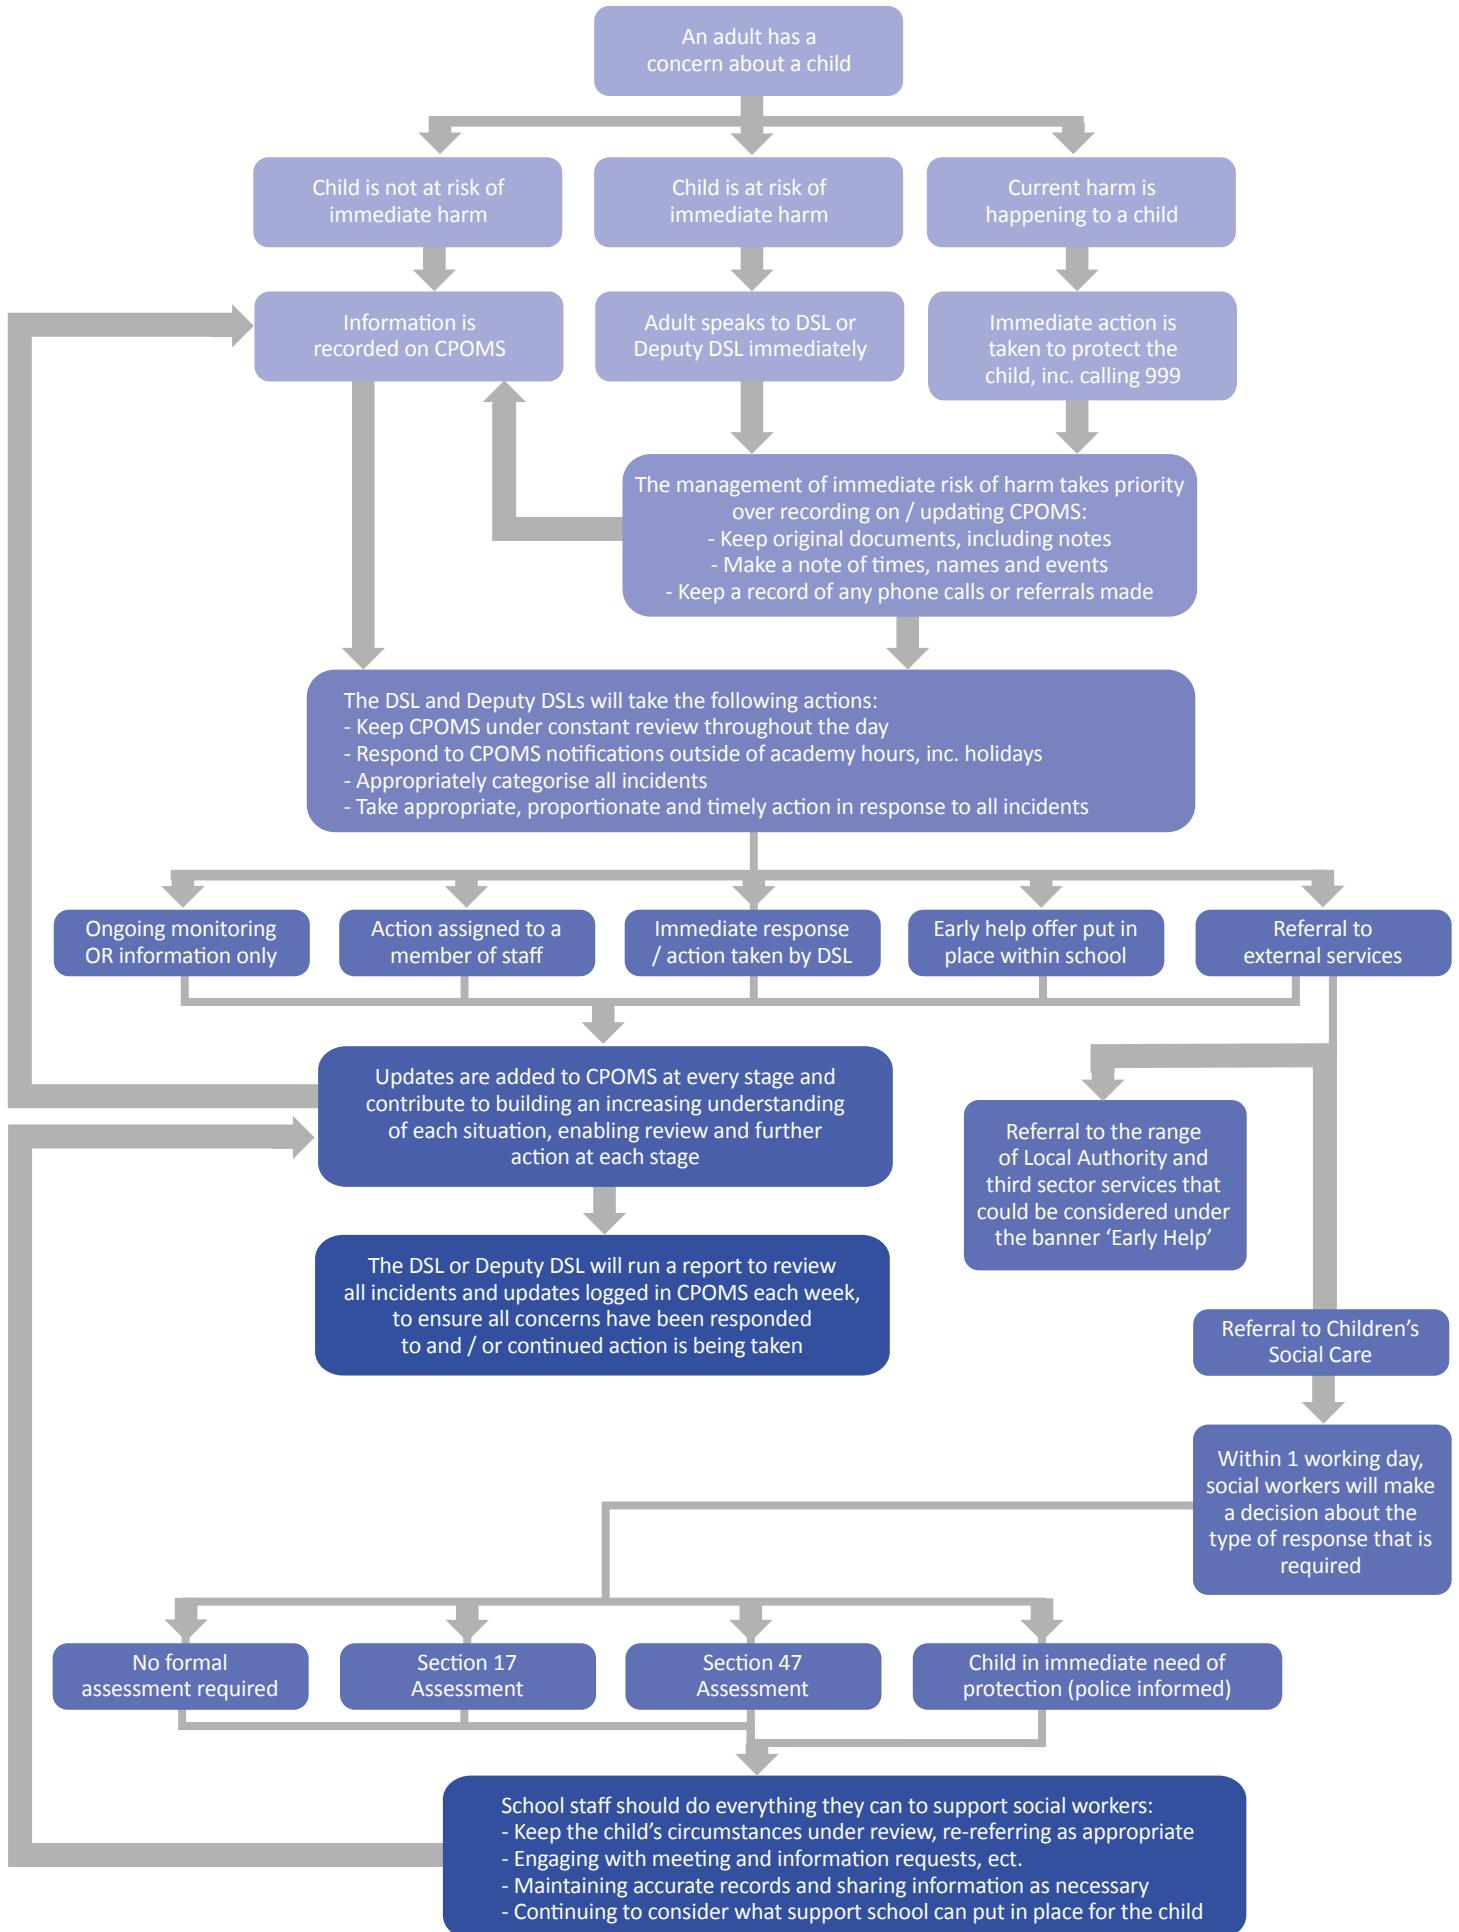 An adult has a
concern about a child
Child is not at risk of
immediate harm
Child is at risk of
immediate harm
Current harm is
happening to a child
Information is
recorded on CPOMS
Adult speaks to DSL or
Deputy DSL immediately
Immediate action is
taken to protect the
child, inc. calling 999
The management of immediate risk of harm takes priority
over recording on / updating CPOMS:
- Keep original documents, including notes
- Make a note of times, names and events
- Keep a record of any phone calls or referrals made
The DSL and Deputy DSLs will take the following actions:
- Keep CPOMS under constant review throughout the day
- Respond to CPOMS notifications outside of academy hours, inc. holidays
- Appropriately categorise all incidents
- Take appropriate, proportionate and timely action in response to all incidents
Ongoing monitoring
OR information only
Action assigned to a
member of staff
Immediate response
/ action taken by DSL
Early help offer put in
place within school
Referral to
external services
Updates are added to CPOMS at every stage and
contribute to building an increasing understanding
of each situation, enabling review and further
action at each stage
Referral to the range
of Local Authority and
third sector services that
could be considered under
the banner ‘Early Help’
The DSL or Deputy DSL will run a report to review
all incidents and updates logged in CPOMS each week,
to ensure all concerns have been responded
to and / or continued action is being taken
Referral to Children’s
Social Care
Within 1 working day,
social workers will make
a decision about the
type of response that is
required
No formal
assessment required
Section 17
Assessment
Section 47
Assessment
Child in immediate need of
protection (police informed)
School staff should do everything they can to support social workers:
- Keep the child’s circumstances under review, re-referring as appropriate
- Engaging with meeting and information requests, ect.
- Maintaining accurate records and sharing information as necessary
- Continuing to consider what support school can put in place for the child